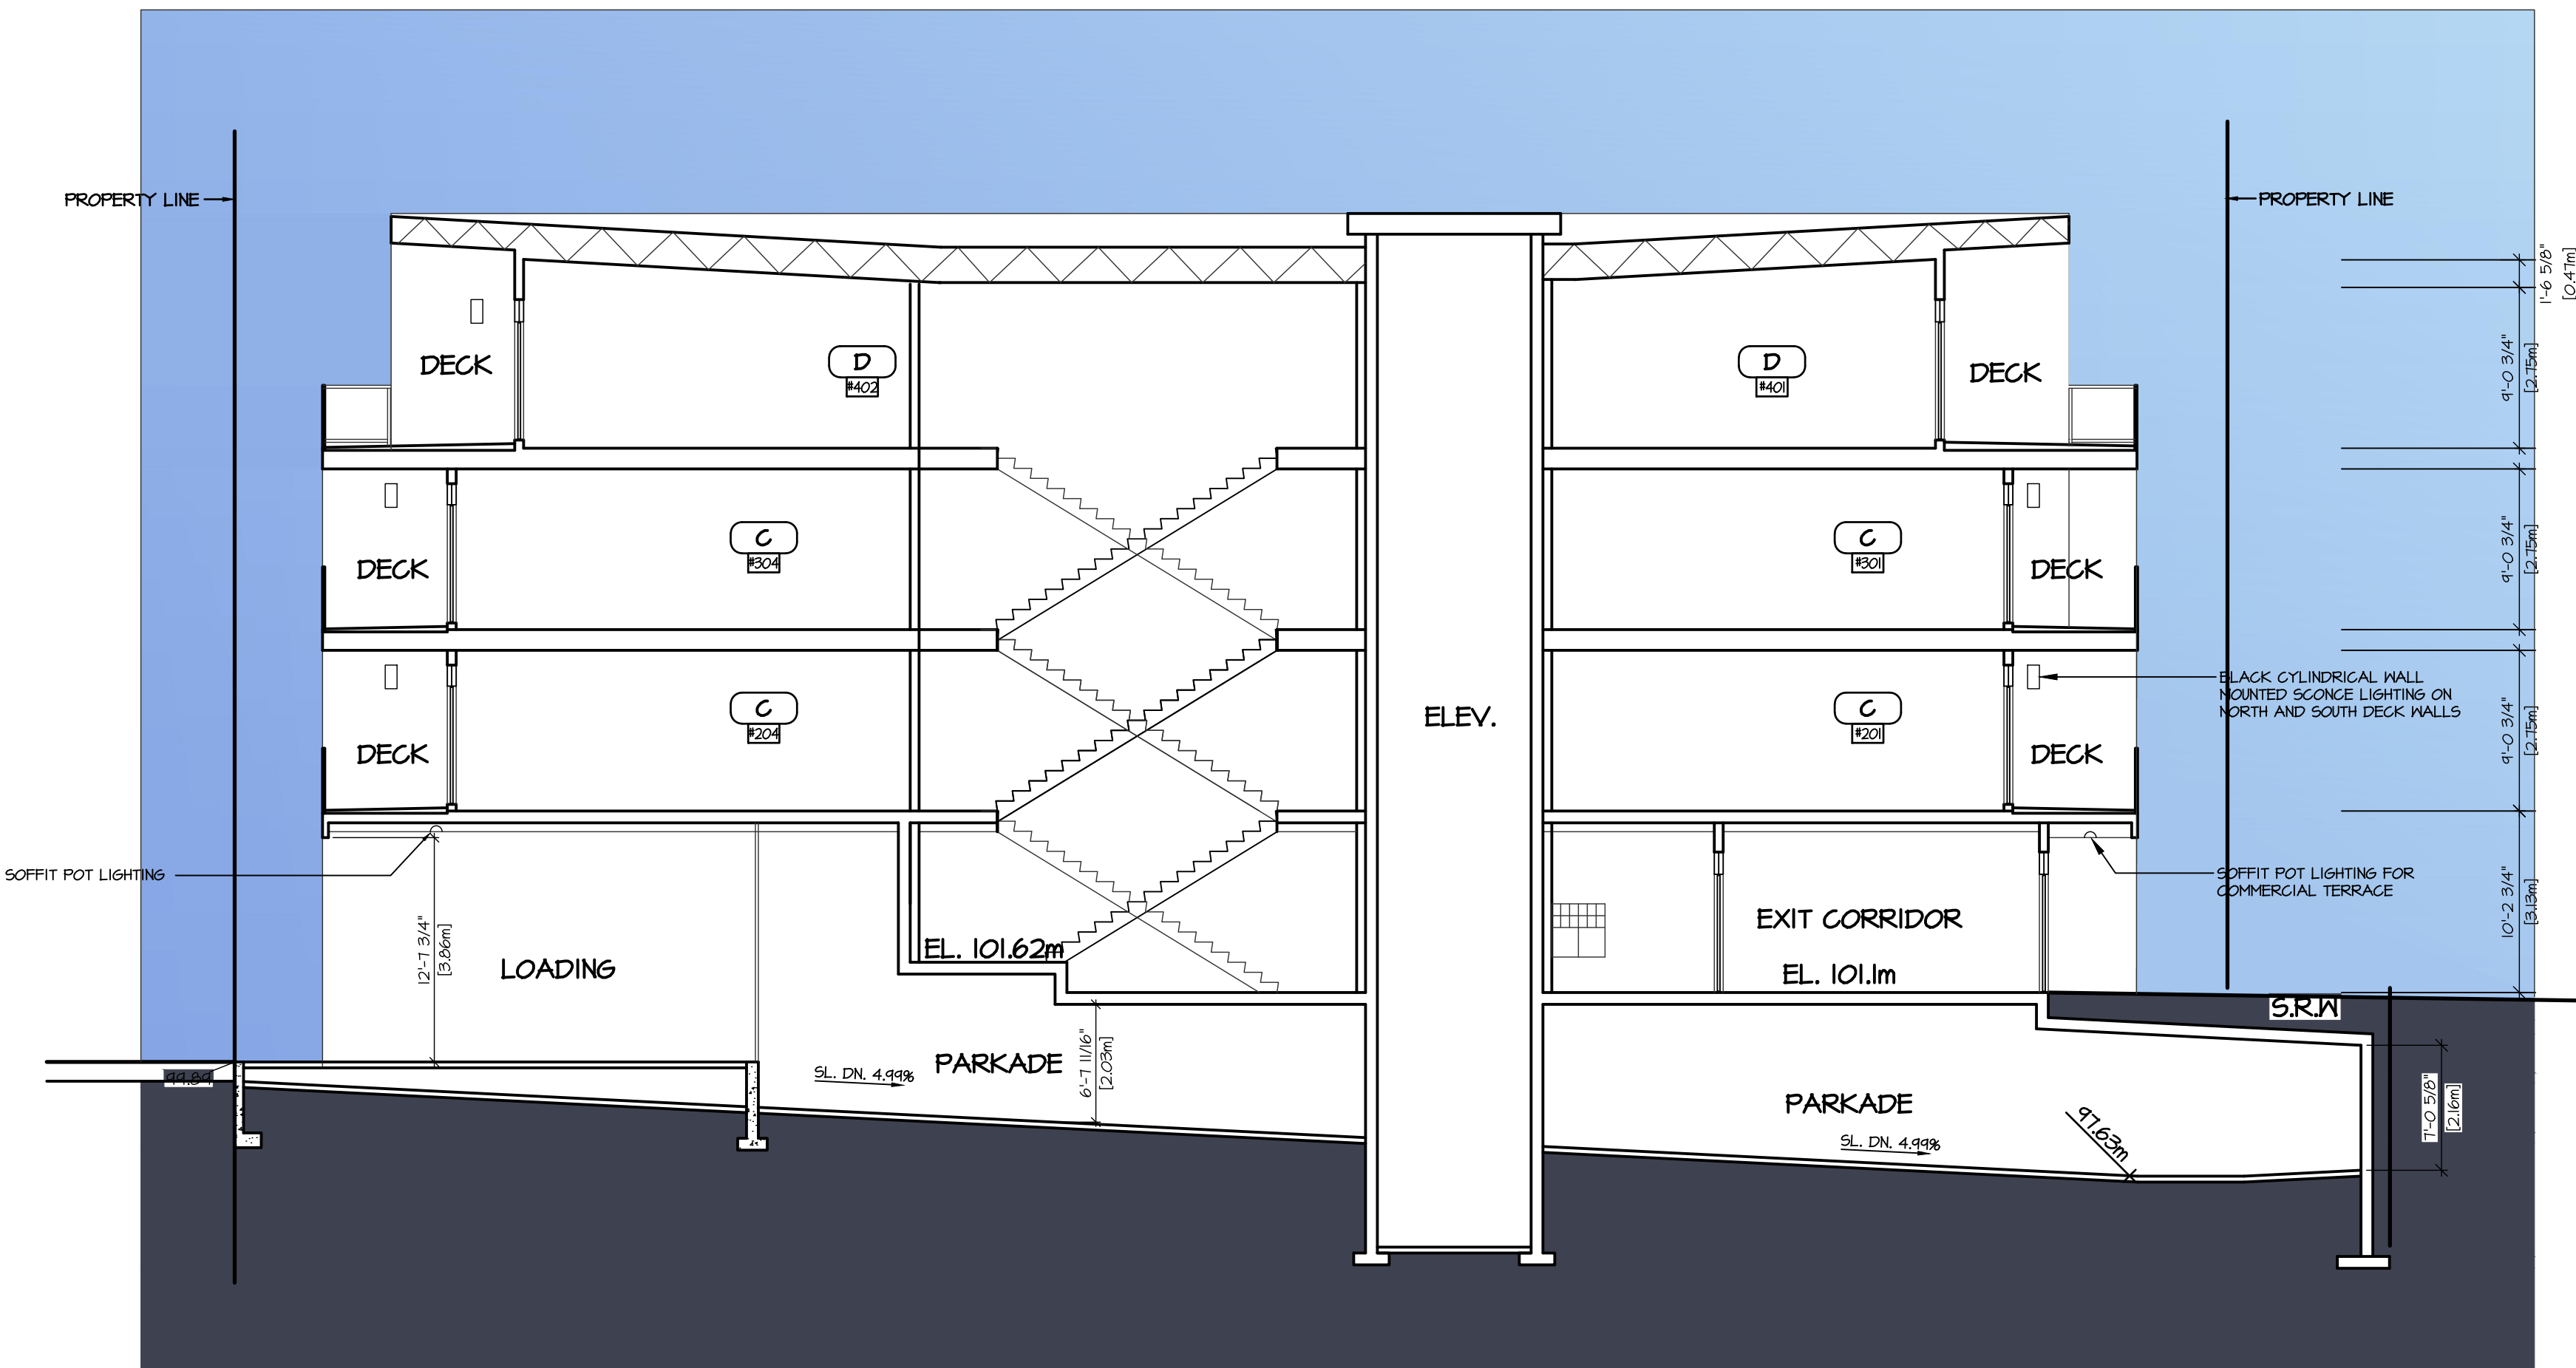 PROPERTY LINE
PROPERTY LINE
1'-6 5/8"
[0.47m]
DECK
D
#402
D
#401
DECK
9'-0 3/4"
[2.75m]
DECK
C
#304
C
#301
DECK
9'-0 3/4"
[2.75m]
DECK
C
#204
ELEV.
C
#201
DECK
BLACK CYLINDRICAL WALL
MOUNTED SCONCE LIGHTING ON
NORTH AND SOUTH DECK WALLS
9'-0 3/4"
[2.75m]
SOFFIT POT LIGHTING
SOFFIT POT LIGHTING FOR
COMMERCIAL TERRACE
12'-7 3/4"
[3.86m]
LOADING
EL. 101.62m
EXIT CORRIDOR
EL. 101.1m
10'-2 3/4"
[3.13m]
S.R.W
99.89
SL. DN. 4.99%
PARKADE
6'-7 11/16"
[2.03m]
PARKADE
SL. DN. 4.99%
97.63m
7'-0 5/8"
[2.16m]